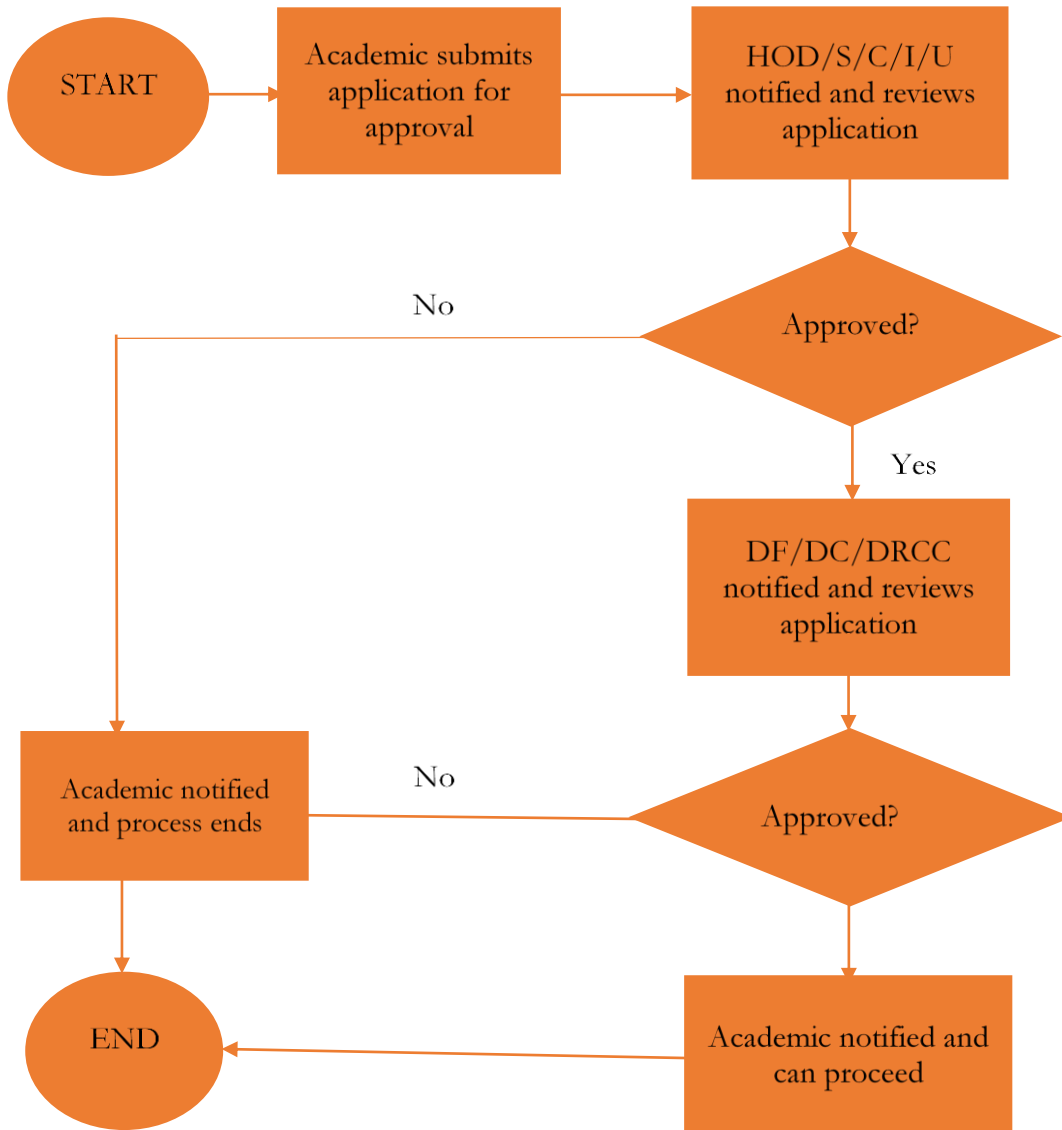 START
Academic submits
application for
approval
HOD/S/C/I/U
notified and reviews
application
No
Approved?
Yes
DF/DC/DRCC
notified and reviews
application
Academic notified
and process ends
No
Approved?
END
Academic notified and
can proceed